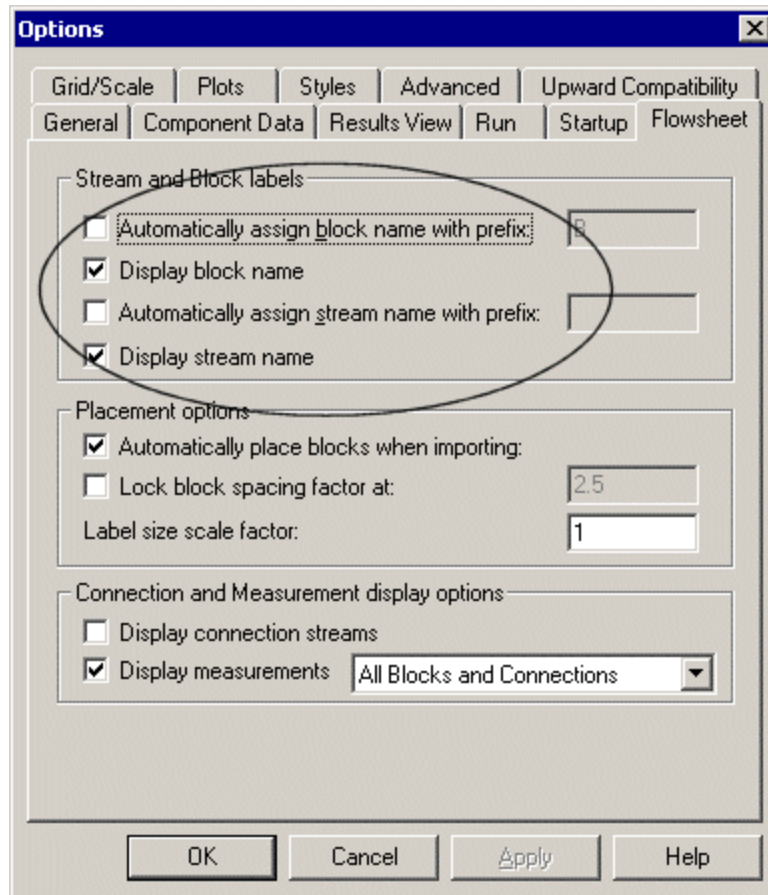 Options
Grid/Scale Plots Styles Advanced Upward Compatibility
General Component Data Results View Run Startup Flowsheet
Stream and Block labels
Automatically assign block name with prefix: B
Display block name
Automatically assign stream name with prefix:
Display stream name
Placement options
Automatically place blocks when importing:
Lock block spacing factor at: 2.5
Label size scale factor: 1
Connection and Measurement display options
Display connection streams
Display measurements All Blocks and Connections
OK Cancel Apply Help